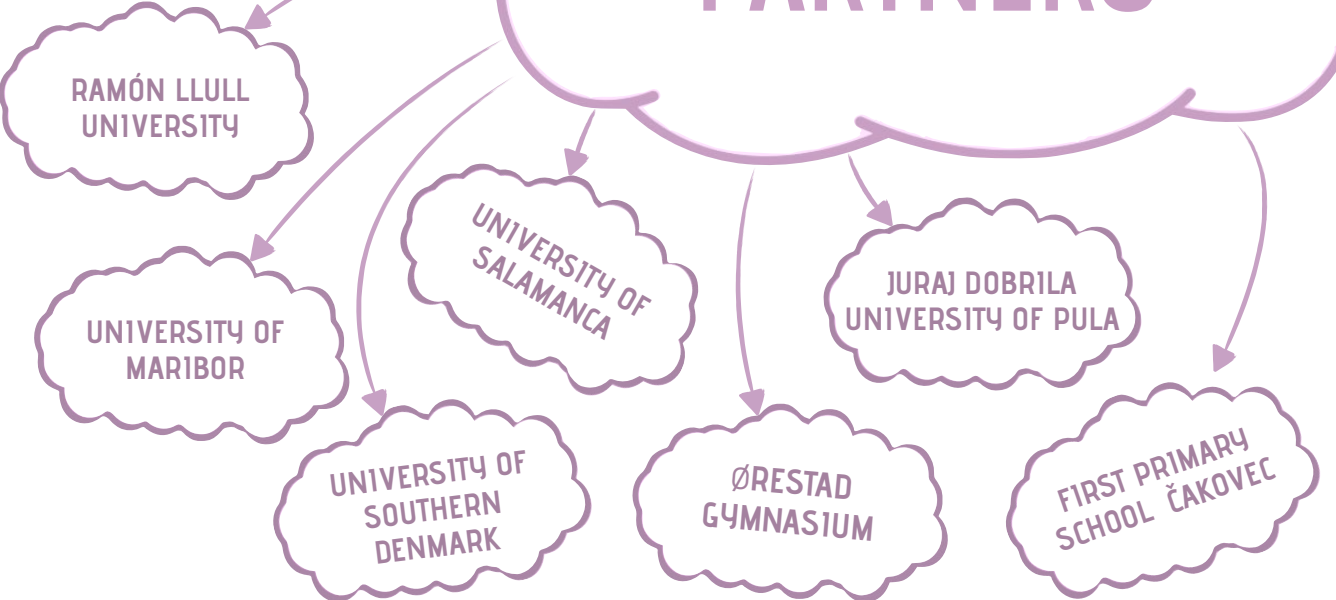 PARTNERS
RAMÓN LLULL
UNIVERSITY
UNIVERSITY OF
MARIBOR
UNIVERSITY OF
SOUTHERN
DENMARK
UNIVERSITY OF
SALAMANCA
ØRESTAD
GYMNASIUM
JURAJ DOBRILA
UNIVERSITY OF PULA
FIRST PRIMARY
SCHOOL ČAKOVEC